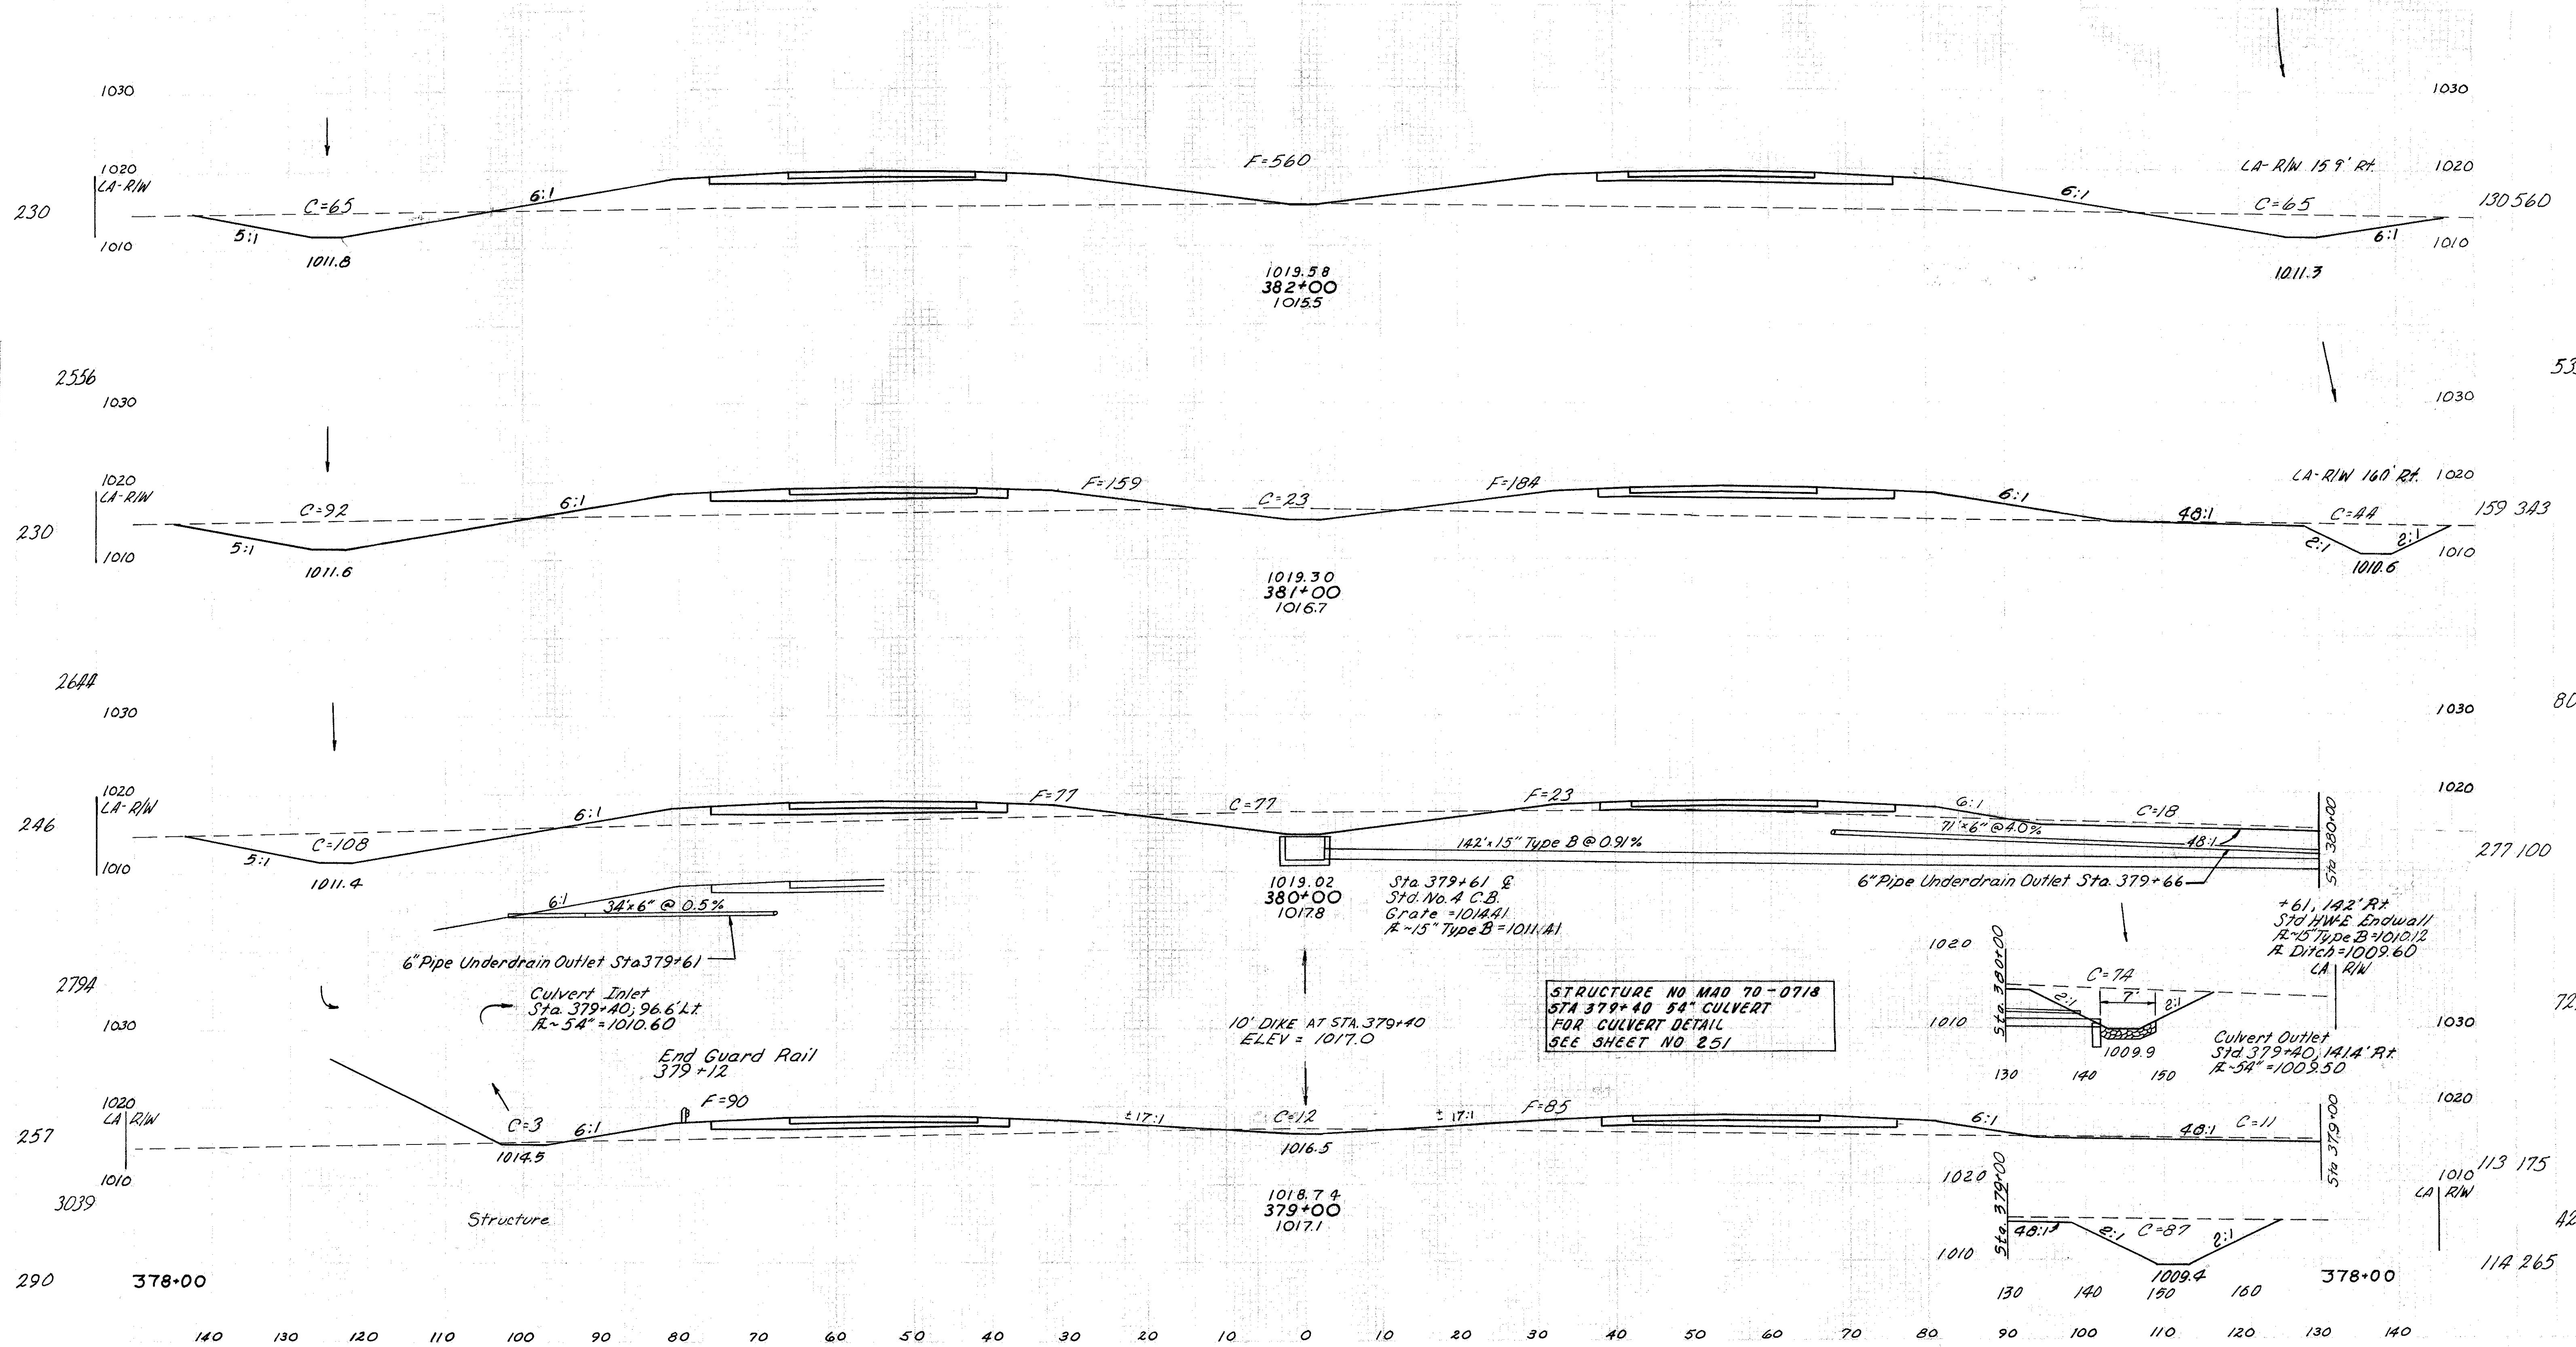 1030 1030
F=560
1020 LA-R/W 159' Rt. 1020
LA-R/W
6:1 6:1
230 C=65 C=65 130 560
5:1 6:1
1010 1010
1011.8 1011.3
1019.58
382+00
1015.5
2556
1030 1030
1020 LA-R/W 160' Rt. 1020
LA-R/W
F=159 F=184
6:1 C=23 6:1
C=92 48:1 C=44 159 343
230
5:1 2:1 2:1
1010 1010
1011.6 1010.6
1019.30
381+00
1016.7
2644
1030 1030
1020 1020
LA-R/W
F=77 C=77 F=23 6:1
6:1 C=18
246 71'x6" @4.0%
C=108 142'x15" Type B @ 0.91% 48:1 277 100
5:1
1010 Sta 380+00
1011.4
6" Pipe Underdrain Outlet Sta. 379+66
1019.02
380+00
1017.8
Sta 379+61 ℄
Std. No. 4 C.B.
Grate =1014.41
~15" Type B =1011.41
6:1 34'x6" @ 0.5%
6" Pipe Underdrain Outlet Sta 379+61
+61, 142' Rt.
Std HW-E Endwall
~15" Type B =1010.12
Ditch =1009.60
LA R/W
2794
Culvert Inlet
Sta. 379+40; 96.6' Lt.
~ 54" =1010.60
10' DIKE AT STA. 379+40
ELEV = 1017.0
STRUCTURE NO MAD 70-0718
STA 379+40 54" CULVERT
FOR CULVERT DETAIL
SEE SHEET NO 251
1020 Sta. 380+00 C=74
2:1 7' 2:1
1010
1009.9
130 140 150
1030 1030
Culvert Outlet
Std 379+40, 141.4' Rt.
~54" =1009.50
End Guard Rail
379+12
1020 1020
LA R/W
F=90 C=12 F=85
C=3 6:1 ±17:1 ±17:1 6:1 48:1 C=11
257
1014.5 1016.5
Sta 379+00
1010 1010 113 175
3039 LA R/W
Structure
1018.74
379+00
1017.1
1020 Sta. 379+00
48:1 2:1 C=87 2:1
1010
1009.4
130 140 150 160
290 378+00 378+00 114 265
140 130 120 110 100 90 80 70 60 50 40 30 20 10 0 10 20 30 40 50 60 70 80 90 100 110 120 130 140